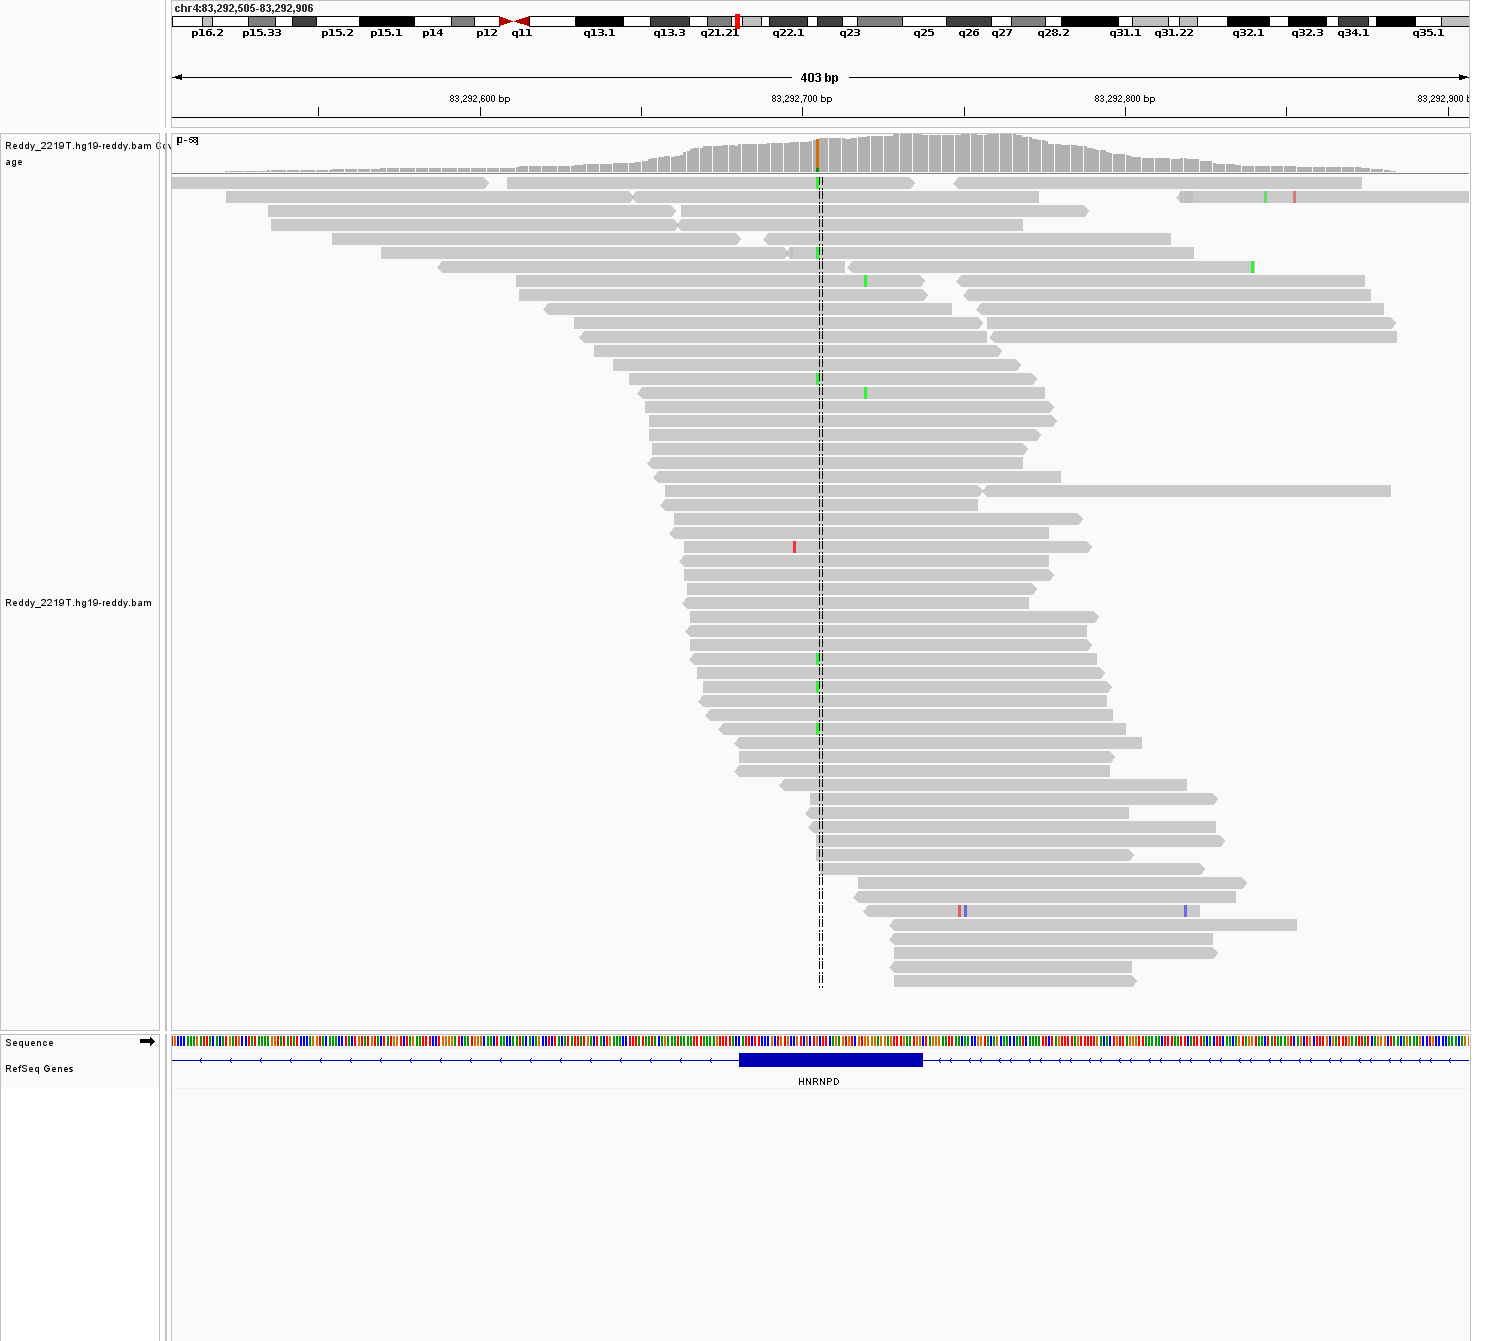 chr4:83,292,505-83,292,906
p16.2 p15.33 p15.2 p15.1 p14 p12 q11 q13.1 q13.3 q21.21 q22.1 q23 q25 q26 q27 q28.2 q31.1 q31.22 q32.1 q32.3 q34.1 q35.1
403 bp
83,292,600 bp 83,292,700 bp 83,292,800 bp 83,292,900 b
Reddy_2219T.hg19-reddy.bam Cov
age
Reddy_2219T.hg19-reddy.bam
Sequence
RefSeq Genes
HNRNPD